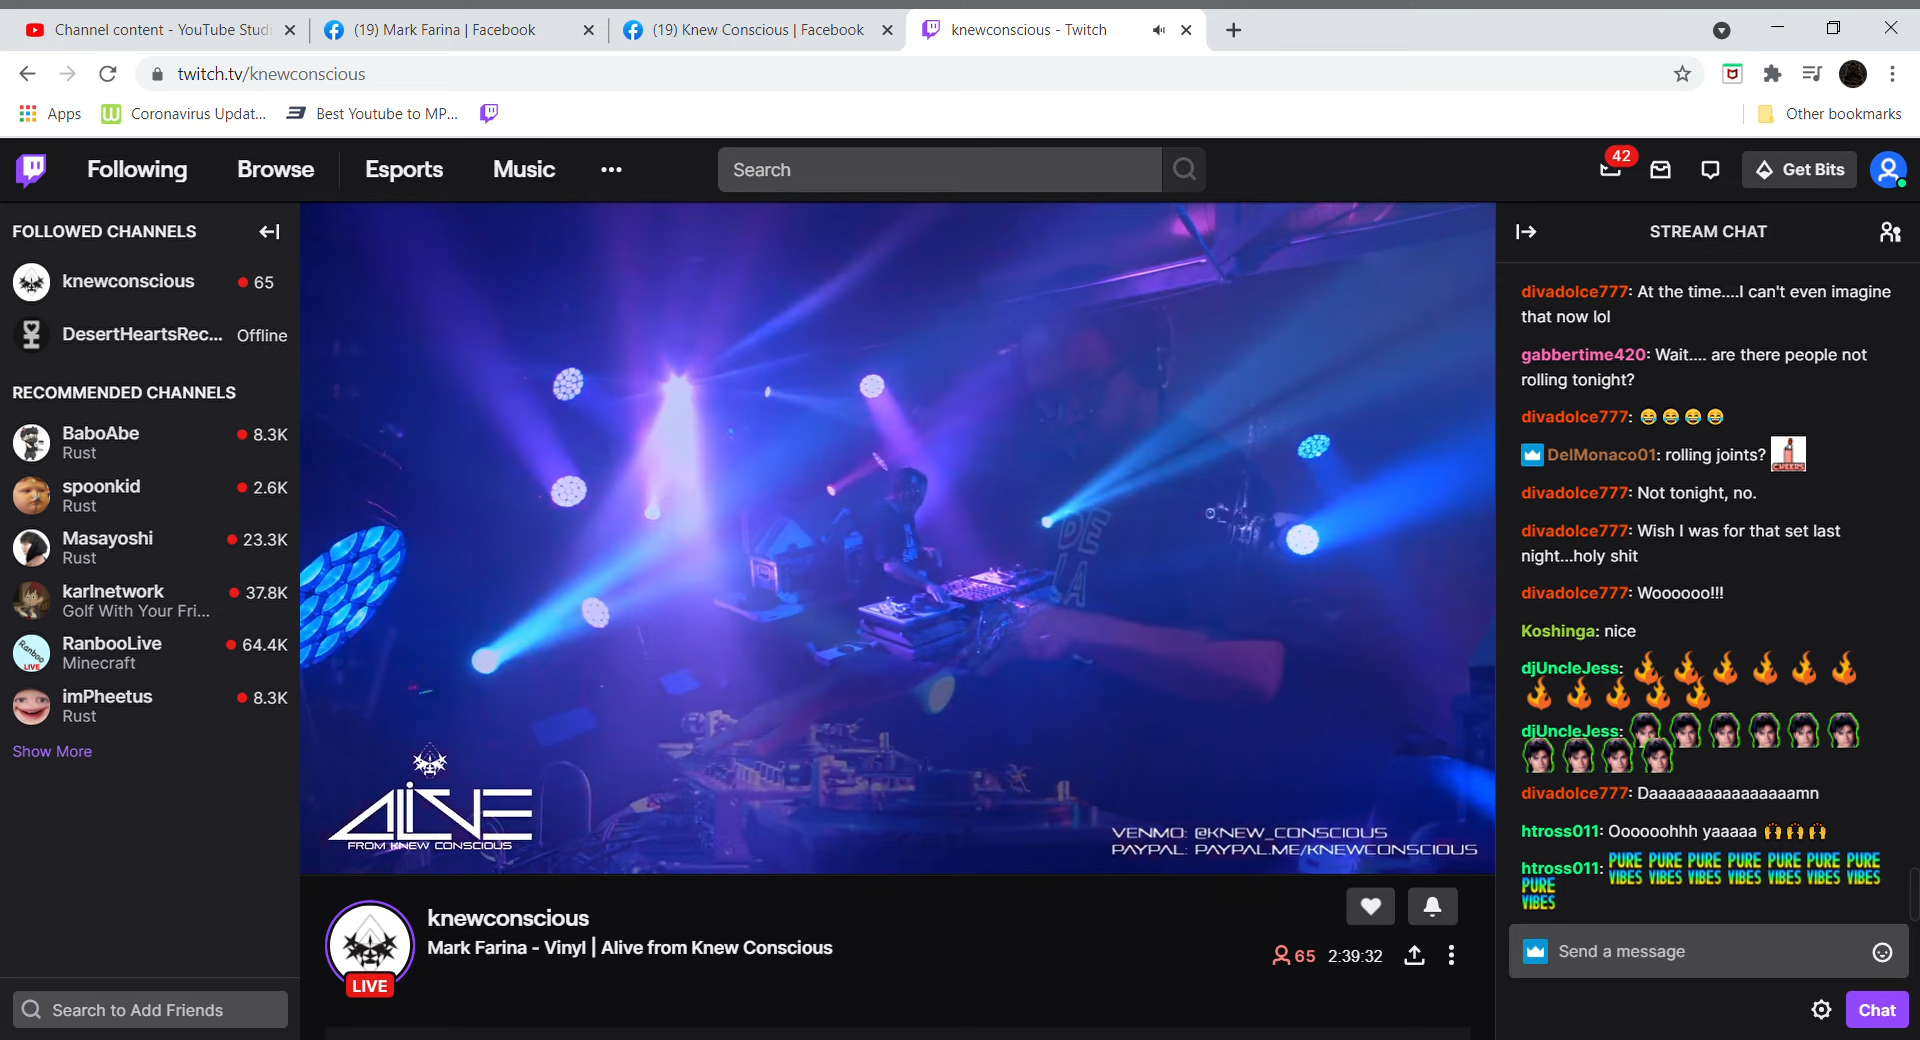 Channel content - YouTube Studi
(19) Mark Farina | Facebook
(19) Knew Conscious | Facebook
knewconscious - Twitch
twitch.tv/knewconscious
Apps
Coronavirus Updat...
Best Youtube to MP...
Other bookmarks
Following
Browse
Esports
Music
Search
42
Get Bits
FOLLOWED CHANNELS
knewconscious
65
DesertHeartsRec...
Offline
RECOMMENDED CHANNELS
BaboAbe
8.3K
Rust
spoonkid
2.6K
Rust
Masayoshi
23.3K
Rust
karlnetwork
37.8K
Golf With Your Fri...
RanbooLive
64.4K
Minecraft
Ranboo
LIVE
imPheetus
8.3K
Rust
Show More
Search to Add Friends
DE
LA
ALIVE
FROM KNEW CONSCIOUS
VENMO: @KNEW_CONSCIOUS
PAYPAL: PAYPAL.ME/KNEWCONSCIOUS
knewconscious
Mark Farina - Vinyl | Alive from Knew Conscious
LIVE
65
2:39:32
STREAM CHAT
divadolce777: At the time....I can't even imagine
that now lol
gabbertime420: Wait.... are there people not
rolling tonight?
divadolce777: 😂 😂 😂 😂
DelMonaco01: rolling joints?
CHEERS
divadolce777: Not tonight, no.
divadolce777: Wish I was for that set last
night...holy shit
divadolce777: Woooooo!!!
Koshinga: nice
djUncleJess:
djUncleJess:
divadolce777: Daaaaaaaaaaaaaaaamn
htross011: Oooooohhh yaaaaa 🙌 🙌 🙌
htross011: PURE VIBES PURE VIBES PURE VIBES PURE VIBES PURE VIBES PURE VIBES PURE VIBES
PURE VIBES
Send a message
Chat